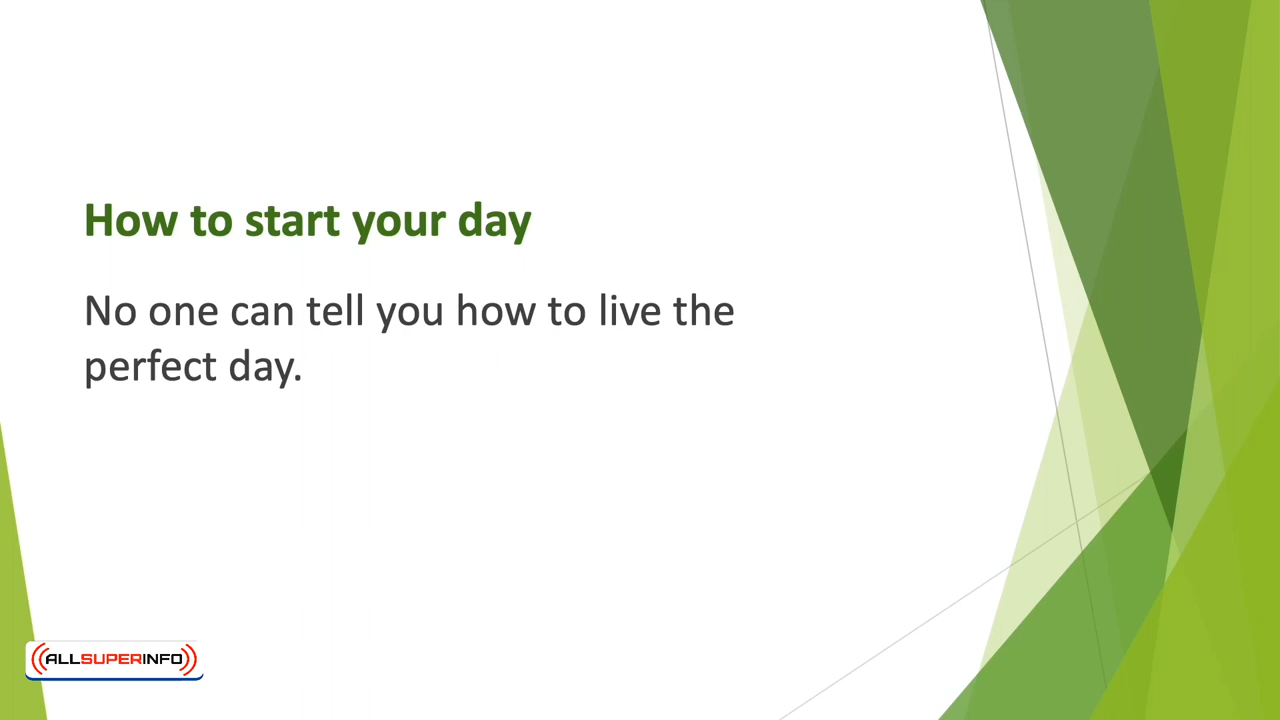 How to start your day
No one can tell you how to live the
perfect day.
ALLSUPERINFO